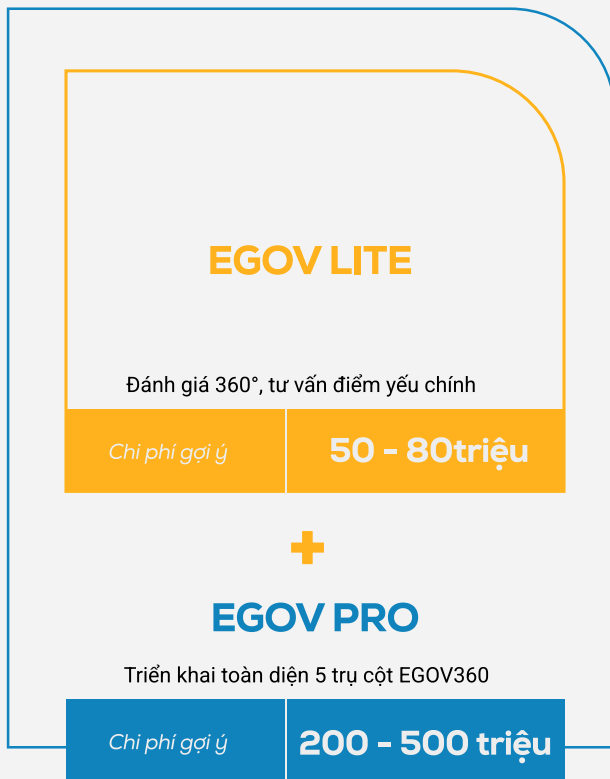 EGOV LITE
Đánh giá 360°, tư vấn điểm yếu chính
Chi phí gợi ý
50 - 80triệu
+
EGOV PRO
Triển khai toàn diện 5 trụ cột EGOV360
Chi phí gợi ý
200 - 500 triệu